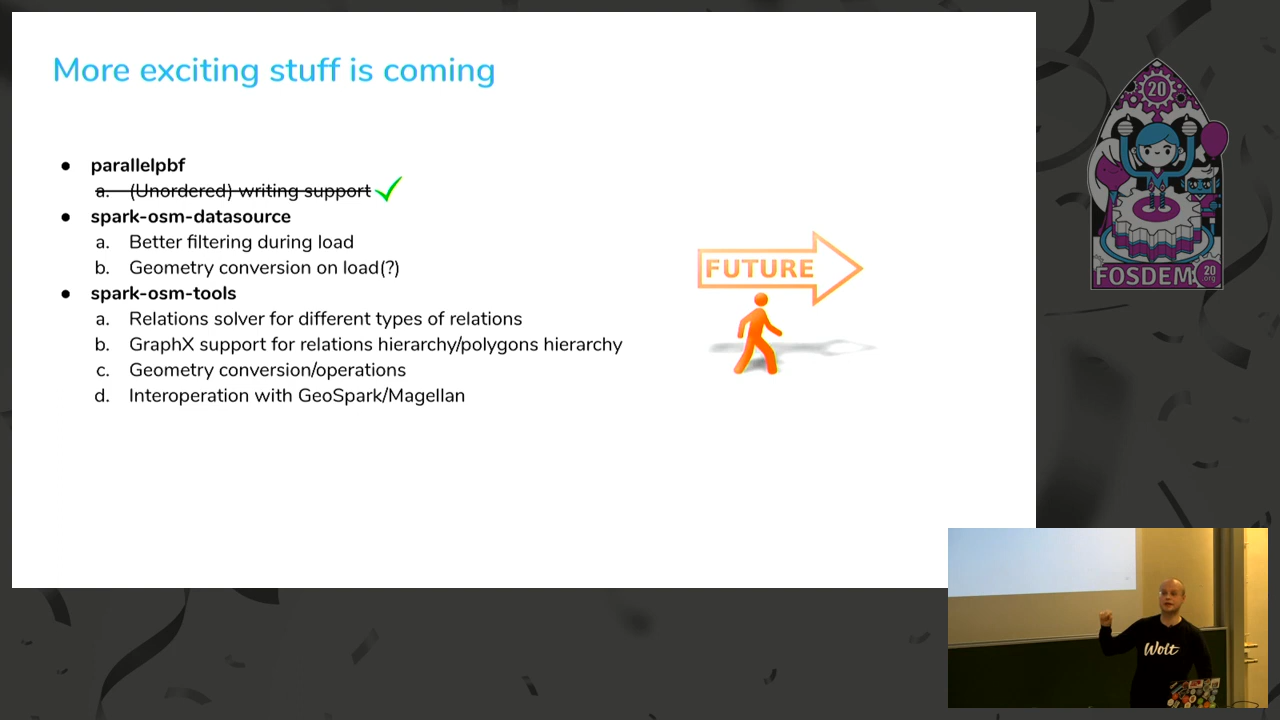 More exciting stuff is coming
● parallelpbf
a. (Unordered) writing support
● spark-osm-datasource
a. Better filtering during load
b. Geometry conversion on load(?)
● spark-osm-tools
a. Relations solver for different types of relations
b. GraphX support for relations hierarchy/polygons hierarchy
c. Geometry conversion/operations
d. Interoperation with GeoSpark/Magellan
FUTURE
20
FOSDEM
20
.org
Wolt